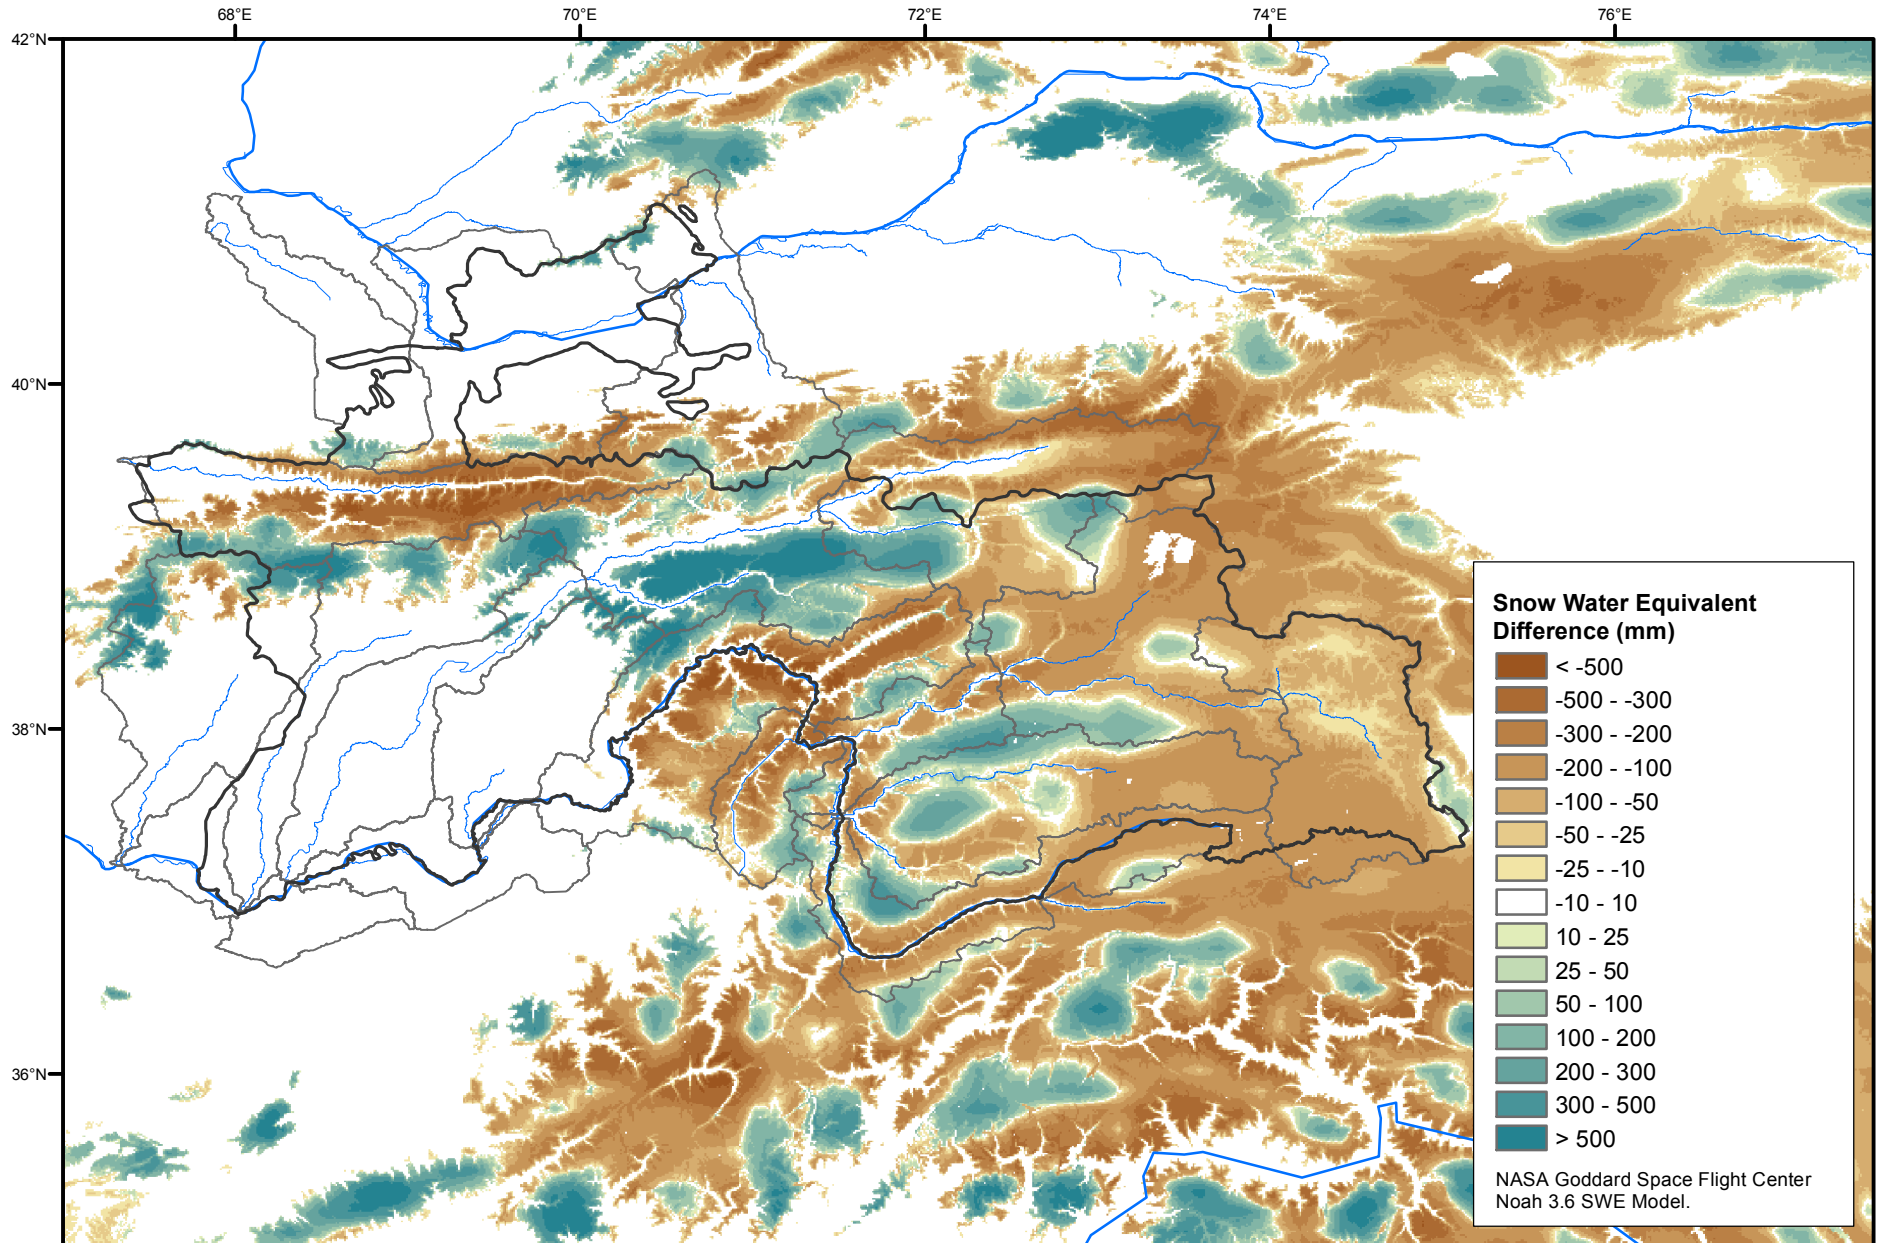 68°E 70°E 72°E 74°E 76°E
42°N
40°N
38°N
36°N
Snow Water Equivalent
Difference (mm)
< -500
-500 - -300
-300 - -200
-200 - -100
-100 - -50
-50 - -25
-25 - -10
-10 - 10
10 - 25
25 - 50
50 - 100
100 - 200
200 - 300
300 - 500
> 500
NASA Goddard Space Flight Center
Noah 3.6 SWE Model.